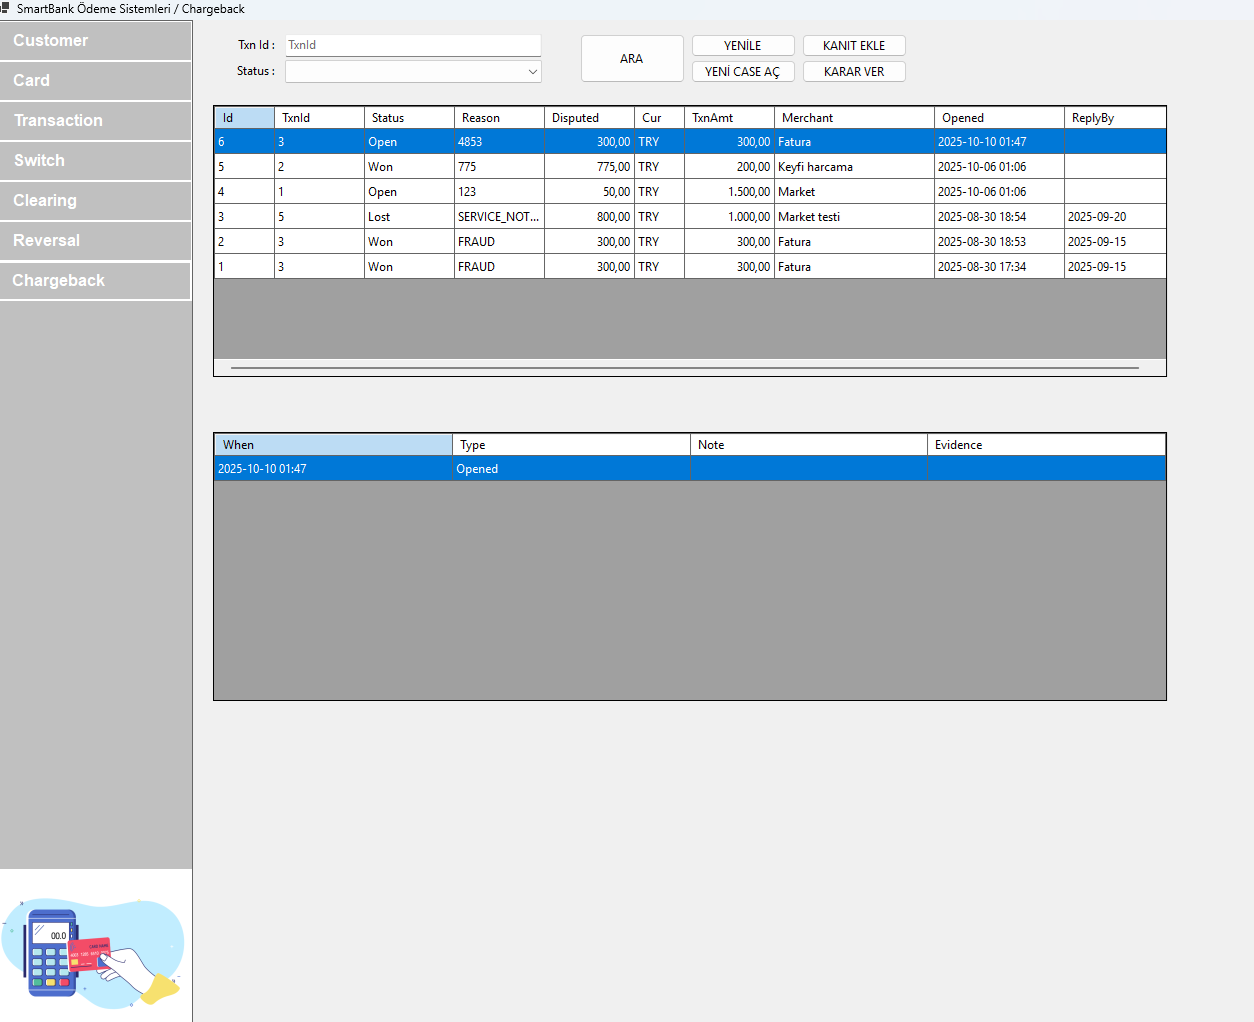 SmartBank Ödeme Sistemleri / Chargeback
Customer
Card
Transaction
Switch
Clearing
Reversal
Chargeback
Txn Id : TxnId
Status :
ARA
YENİLE KANIT EKLE
YENİ CASE AÇ KARAR VER
Id TxnId Status Reason Disputed Cur TxnAmt Merchant Opened ReplyBy
6 3 Open 4853 300,00 TRY 300,00 Fatura 2025-10-10 01:47
5 2 Won 775 775,00 TRY 200,00 Keyfi harcama 2025-10-06 01:06
4 1 Open 123 50,00 TRY 1.500,00 Market 2025-10-06 01:06
3 5 Lost SERVICE_NOT... 800,00 TRY 1.000,00 Market testi 2025-08-30 18:54 2025-09-20
2 3 Won FRAUD 300,00 TRY 300,00 Fatura 2025-08-30 18:53 2025-09-15
1 3 Won FRAUD 300,00 TRY 300,00 Fatura 2025-08-30 17:34 2025-09-15
When Type Note Evidence
2025-10-10 01:47 Opened
00.0